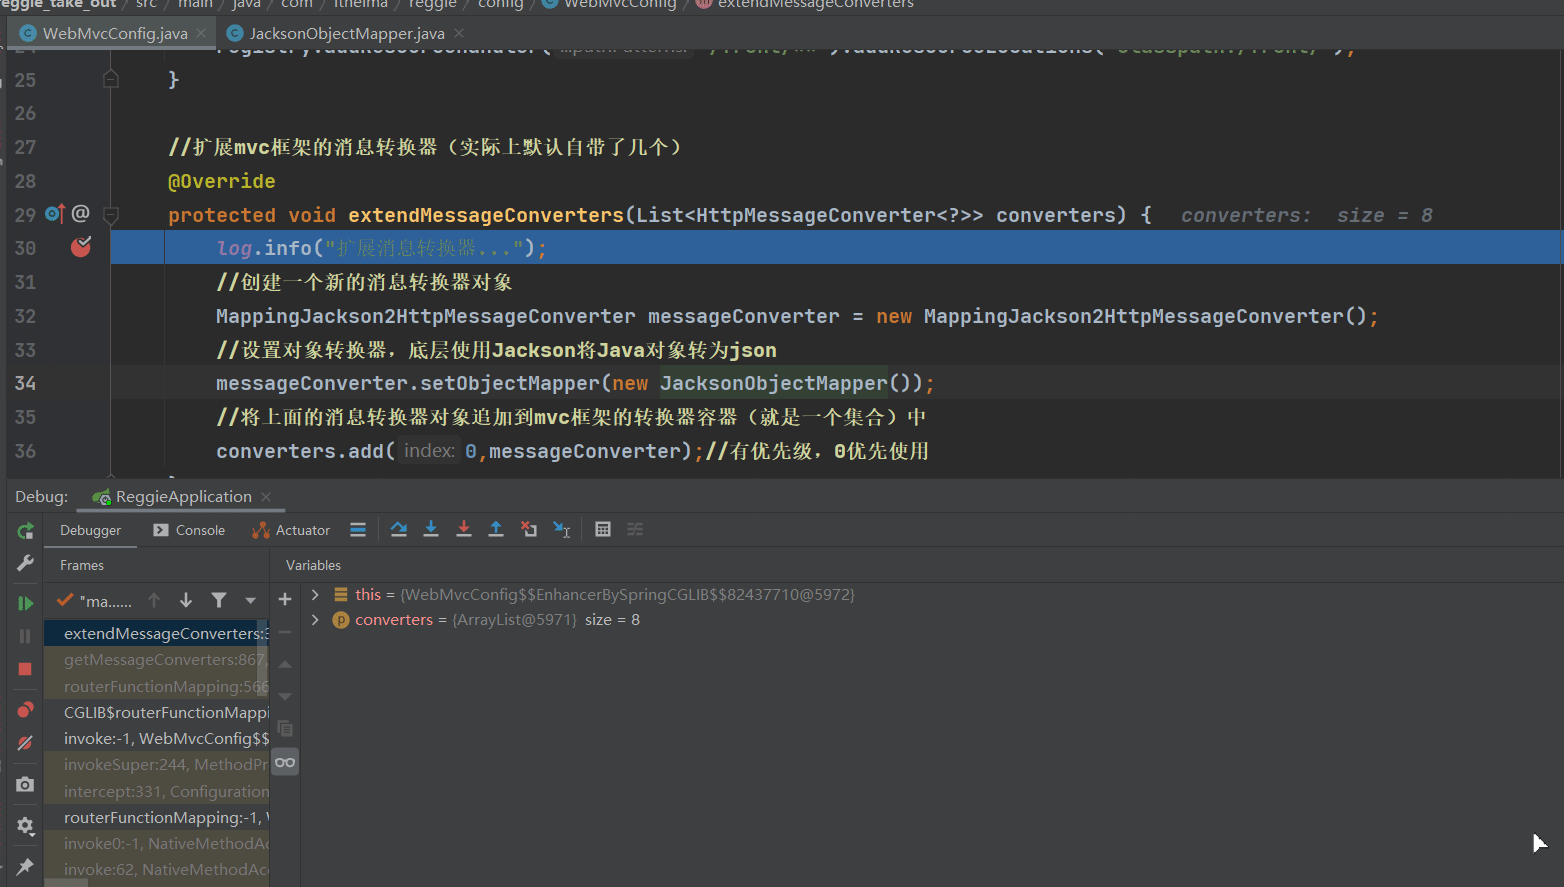 reggie_take_out / src / main / java / com / itheima / reggie / config / WebMvcConfig / extendMessageConverters
WebMvcConfig.java JacksonObjectMapper.java
25 }
26
27 //扩展mvc框架的消息转换器（实际上默认自带了几个）
28 @Override
29 @ protected void extendMessageConverters(List<HttpMessageConverter<?>> converters) { converters: size = 8
30 log.info("扩展消息转换器...");
31 //创建一个新的消息转换器对象
32 MappingJackson2HttpMessageConverter messageConverter = new MappingJackson2HttpMessageConverter();
33 //设置对象转换器，底层使用Jackson将Java对象转为json
34 messageConverter.setObjectMapper(new JacksonObjectMapper());
35 //将上面的消息转换器对象追加到mvc框架的转换器容器（就是一个集合）中
36 converters.add( index: 0,messageConverter);//有优先级，0优先使用
Debug: ReggieApplication
Debugger Console Actuator
Frames Variables
"ma......
this = {WebMvcConfig$$EnhancerBySpringCGLIB$$82437710@5972}
converters = {ArrayList@5971} size = 8
extendMessageConverters:3
getMessageConverters:867,
routerFunctionMapping:566
CGLIB$routerFunctionMappi
invoke:-1, WebMvcConfig$$
invokeSuper:244, MethodPr
intercept:331, Configuration
routerFunctionMapping:-1, W
invoke0:-1, NativeMethodAc
invoke:62, NativeMethodAcc